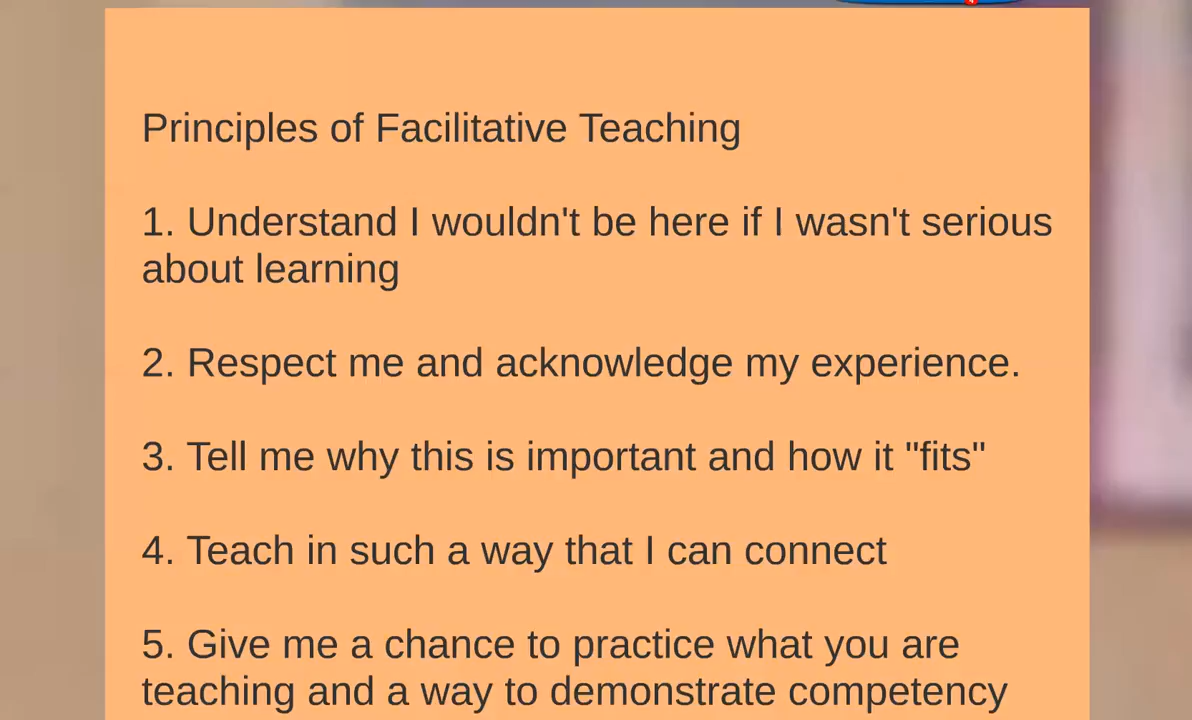 Principles of Facilitative Teaching
1. Understand I wouldn't be here if I wasn't serious
about learning
2. Respect me and acknowledge my experience.
3. Tell me why this is important and how it "fits"
4. Teach in such a way that I can connect
5. Give me a chance to practice what you are
teaching and a way to demonstrate competency